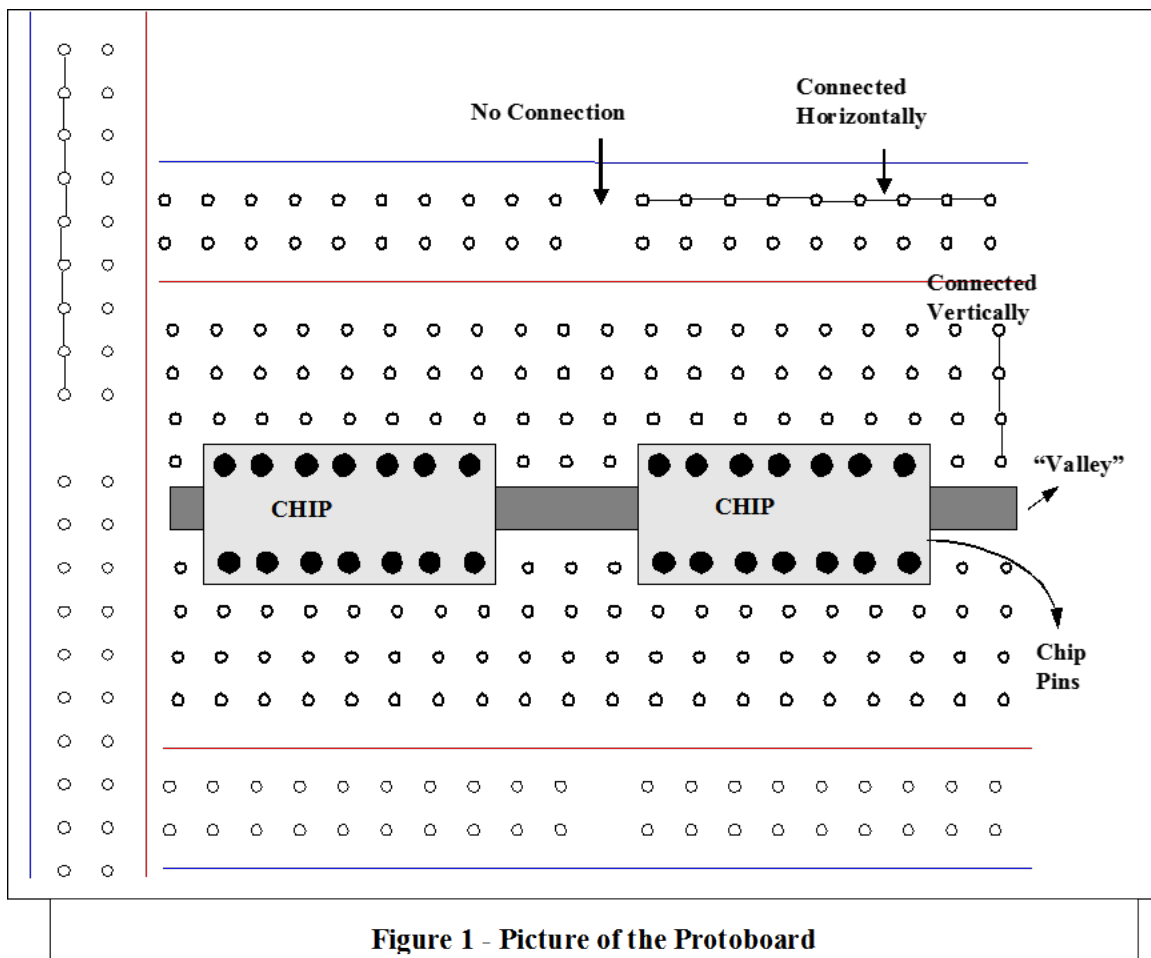 No Connection
Connected
Horizontally
Connected
Vertically
“Valley”
CHIP
CHIP
Chip
Pins
Figure 1 - Picture of the Protoboard